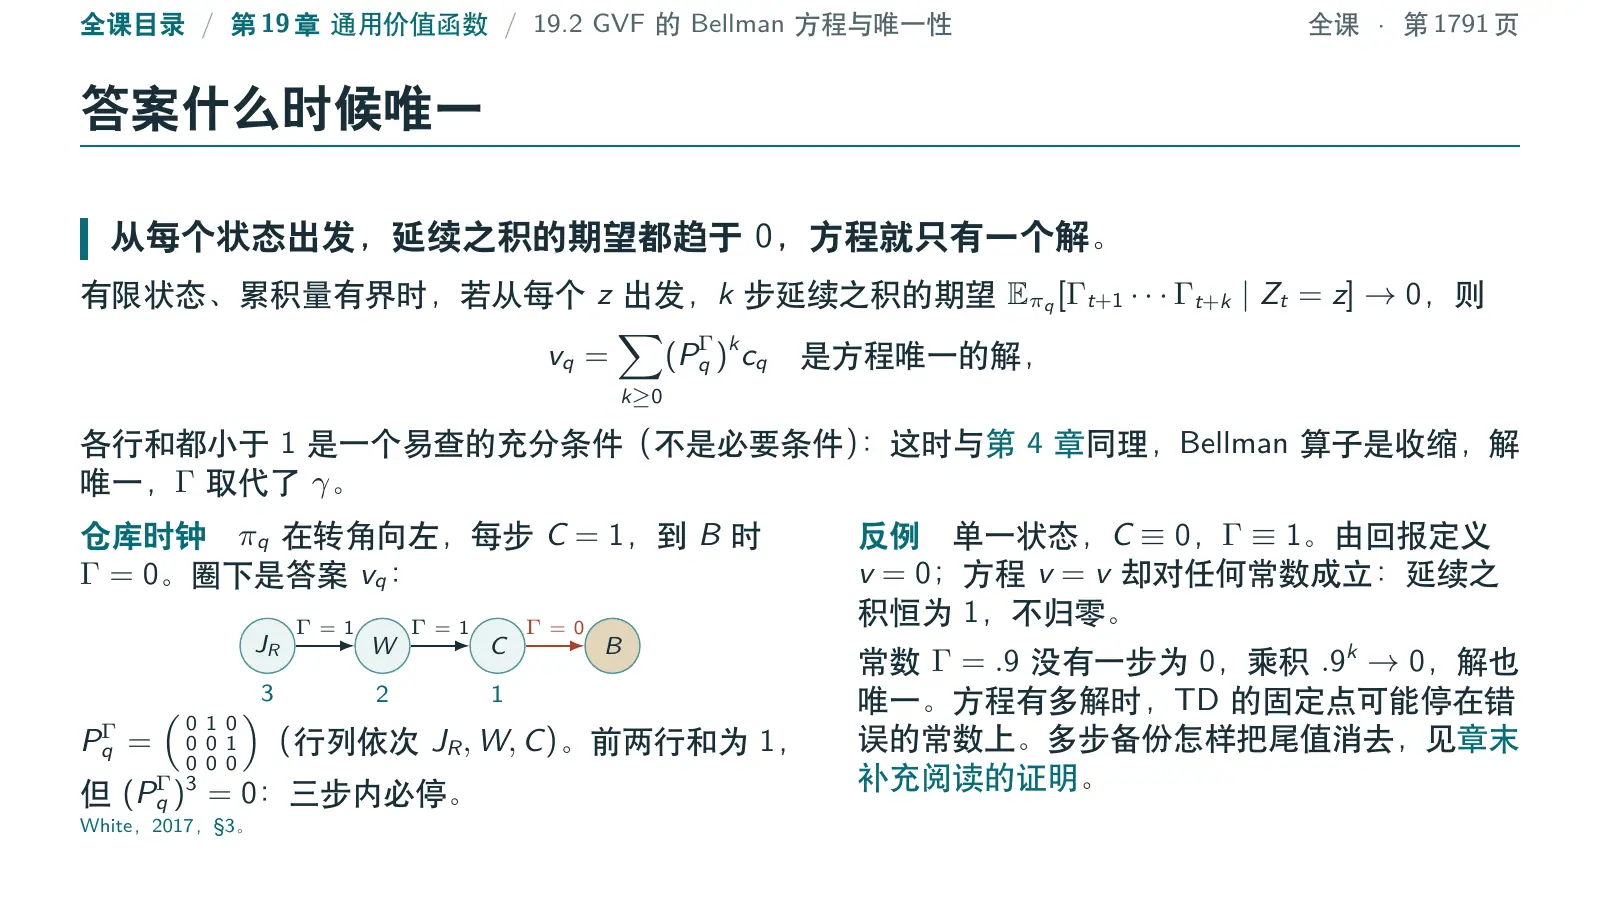 全课目录 / 第 19 章 通用价值函数 / 19.2 GVF 的 Bellman 方程与唯一性
全课 · 第 1791 页
答案什么时候唯一
从每个状态出发，延续之积的期望都趋于 0，方程就只有一个解。
有限状态、累积量有界时，若从每个 z 出发，k 步延续之积的期望 𝔼_{π_q}[Γ_{t+1} ⋯ Γ_{t+k} | Z_t = z] → 0，则
v_q = ∑_{k≥0} (P_q^Γ)^k c_q 是方程唯一的解，
各行和都小于 1 是一个易查的充分条件（不是必要条件）：这时与第 4 章同理，Bellman 算子是收缩，解
唯一，Γ 取代了 γ。
仓库时钟 π_q 在转角向左，每步 C = 1，到 B 时
Γ = 0。圈下是答案 v_q：
J_R Γ = 1 W Γ = 1 C Γ = 0 B
3 2 1
P_q^Γ = (0 1 0; 0 0 1; 0 0 0)（行列依次 J_R, W, C）。前两行和为 1，
但 (P_q^Γ)^3 = 0：三步内必停。
White，2017，§3。
反例 单一状态，C ≡ 0，Γ ≡ 1。由回报定义
v = 0；方程 v = v 却对任何常数成立：延续之
积恒为 1，不归零。
常数 Γ = .9 没有一步为 0，乘积 .9^k → 0，解也
唯一。方程有多解时，TD 的固定点可能停在错
误的常数上。多步备份怎样把尾值消去，见章末
补充阅读的证明。